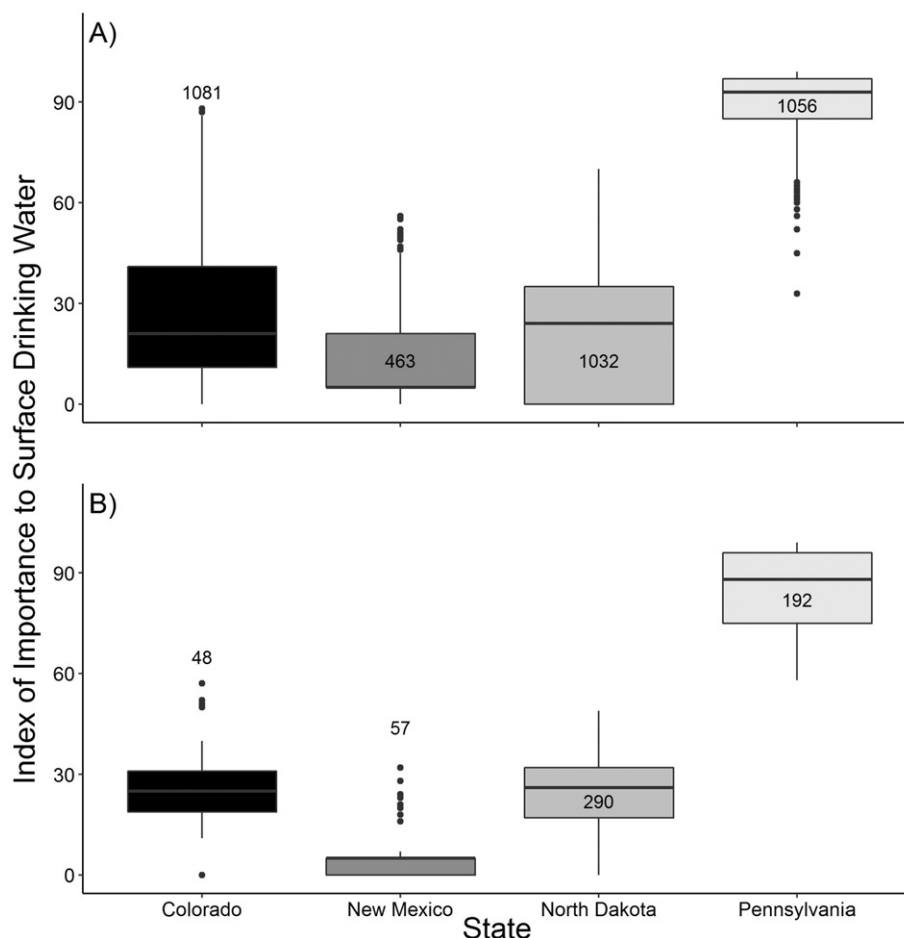 Index of Importance to Surface Drinking Water
A)
90
60
30
0
1081
463
1032
1056
B)
90
60
30
0
48
57
290
192
Colorado
New Mexico
North Dakota
Pennsylvania
State